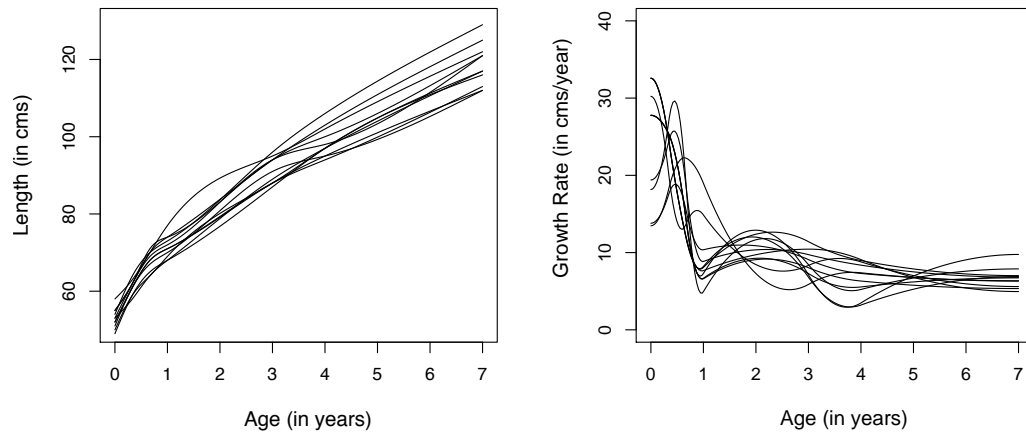 Length (in cms)
120
100
80
60
0 1 2 3 4 5 6 7
Age (in years)
Growth Rate (in cms/year)
40
30
20
10
0
0 1 2 3 4 5 6 7
Age (in years)